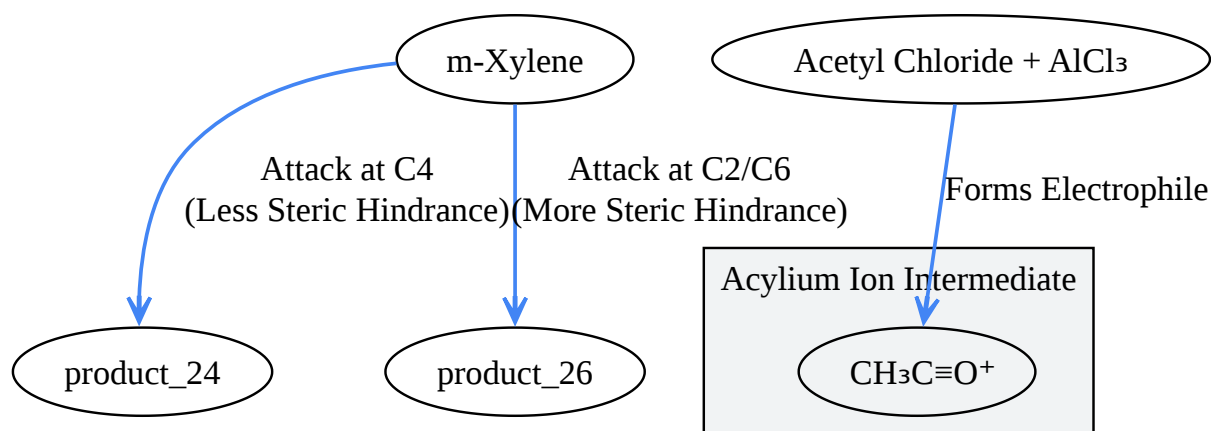 m-Xylene
Acetyl Chloride + AlCl₃
Attack at C4
(Less Steric Hindrance)
Attack at C2/C6
(More Steric Hindrance)
Forms Electrophile
Acylium Ion Intermediate
product_24
product_26
CH₃C≡O⁺